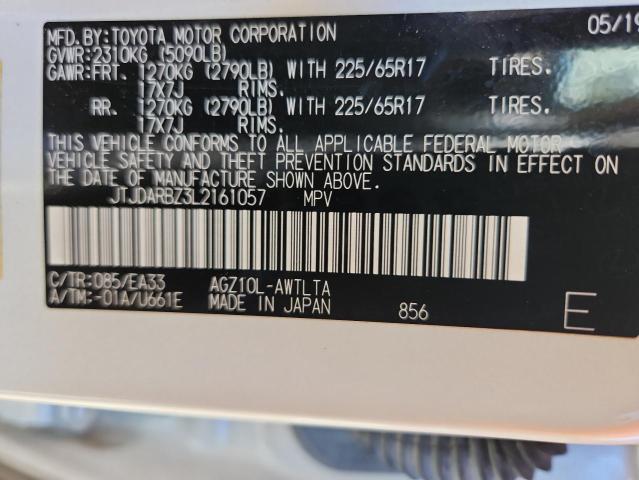 MFD.BY:TOYOTA MOTOR CORPORATION 05/19
GVWR:2310KG (5090LB)
GAWR:FRT. 1270KG (2790LB) WITH 225/65R17 TIRES.
17X7J RIMS.
RR. 1270KG (2790LB) WITH 225/65R17 TIRES.
17X7J RIMS.
THIS VEHICLE CONFORMS TO ALL APPLICABLE FEDERAL MOTOR
VEHICLE SAFETY AND THEFT PREVENTION STANDARDS IN EFFECT ON
THE DATE OF MANUFACTURE SHOWN ABOVE.
JTJDARBZ3L2161057 MPV
C/TR:085/EA33 AGZ10L-AWTLTA
A/TM:-01A/U661E MADE IN JAPAN 856 E